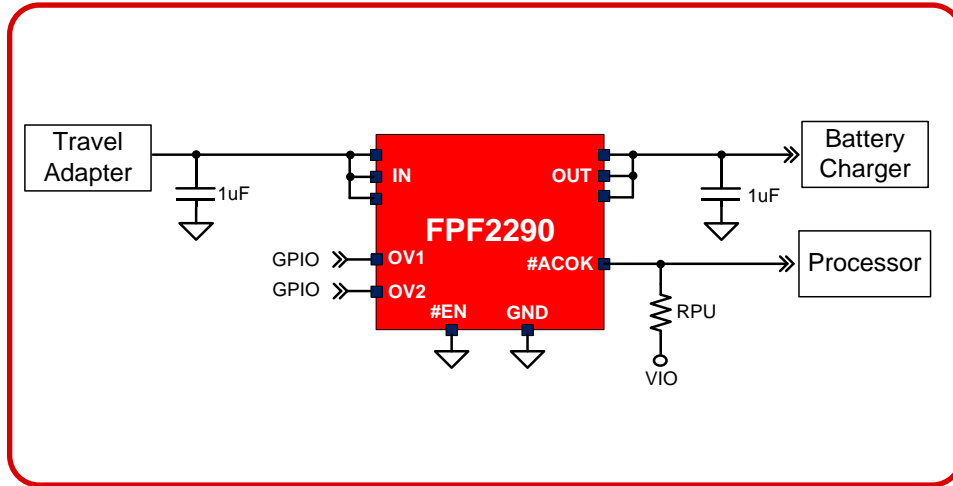 Travel
Adapter
1uF
IN
OUT
FPF2290
GPIO
OV1
GPIO
OV2
#EN
GND
#ACOK
1uF
Battery
Charger
Processor
RPU
VIO